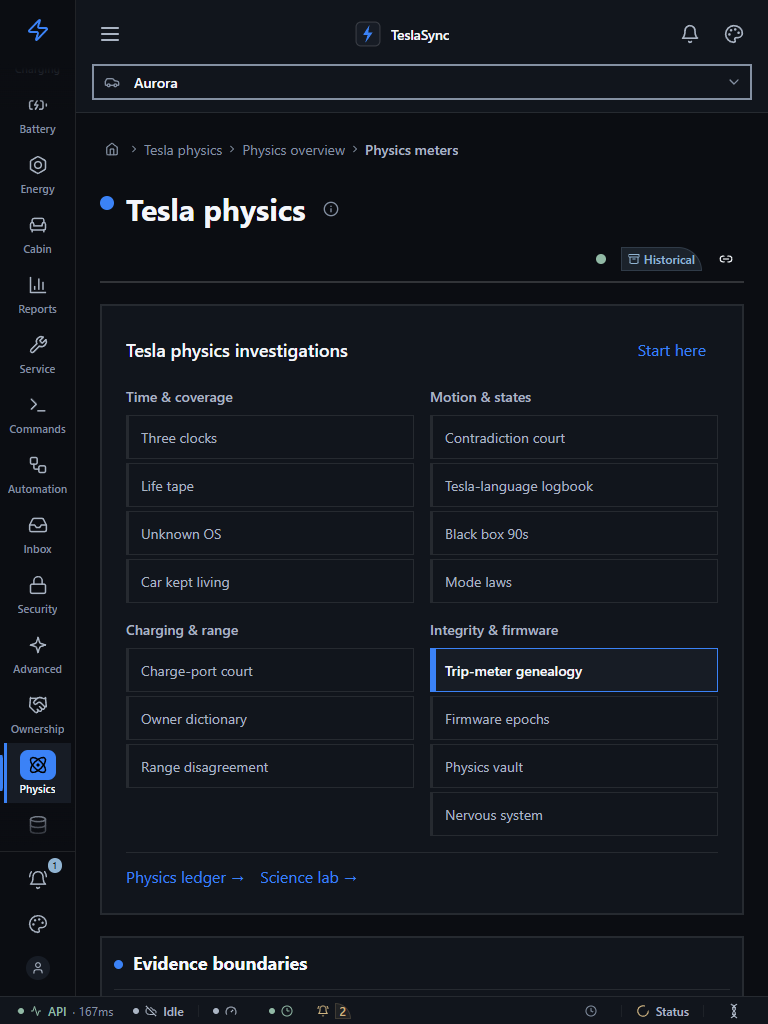 TeslaSync
Aurora
Charging
Battery
Energy
Cabin
Reports
Service
Commands
Automation
Inbox
Security
Advanced
Ownership
Physics
1
Tesla physics > Physics overview > Physics meters
Tesla physics
Historical
Tesla physics investigations
Start here
Time & coverage
Three clocks
Life tape
Unknown OS
Car kept living
Motion & states
Contradiction court
Tesla-language logbook
Black box 90s
Mode laws
Charging & range
Charge-port court
Owner dictionary
Range disagreement
Integrity & firmware
Trip-meter genealogy
Firmware epochs
Physics vault
Nervous system
Physics ledger → Science lab →
Evidence boundaries
API · 167ms Idle 2 Status